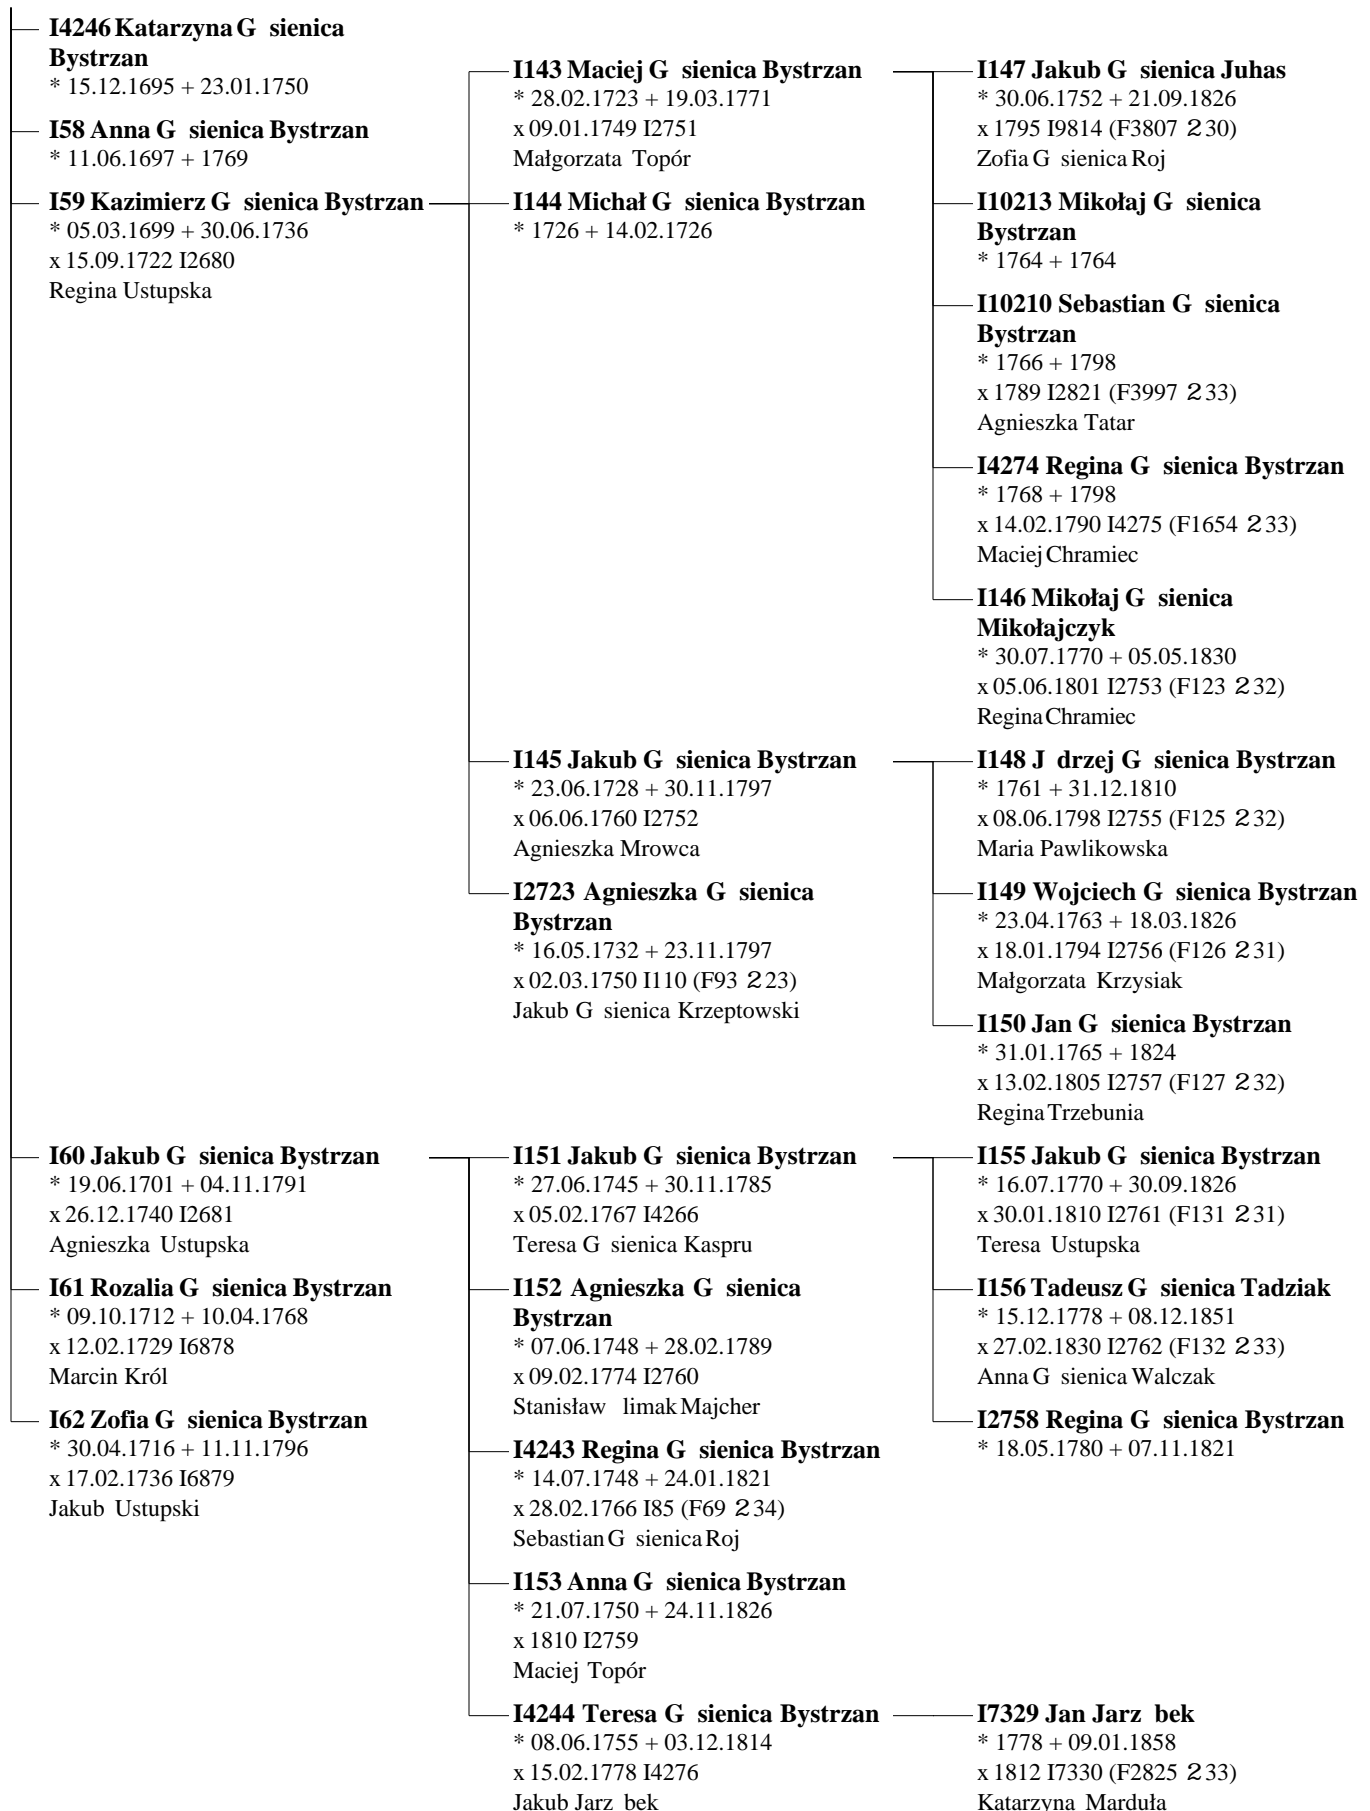 I4246 Katarzyna G sienica
Bystrzan
* 15.12.1695 + 23.01.1750
I58 Anna G sienica Bystrzan
* 11.06.1697 + 1769
I59 Kazimierz G sienica Bystrzan
* 05.03.1699 + 30.06.1736
x 15.09.1722 I2680
Regina Ustupska
I60 Jakub G sienica Bystrzan
* 19.06.1701 + 04.11.1791
x 26.12.1740 I2681
Agnieszka Ustupska
I61 Rozalia G sienica Bystrzan
* 09.10.1712 + 10.04.1768
x 12.02.1729 I6878
Marcin Król
I62 Zofia G sienica Bystrzan
* 30.04.1716 + 11.11.1796
x 17.02.1736 I6879
Jakub Ustupski
I143 Maciej G sienica Bystrzan
* 28.02.1723 + 19.03.1771
x 09.01.1749 I2751
Małgorzata Topór
I144 Michał G sienica Bystrzan
* 1726 + 14.02.1726
I145 Jakub G sienica Bystrzan
* 23.06.1728 + 30.11.1797
x 06.06.1760 I2752
Agnieszka Mrowca
I2723 Agnieszka G sienica
Bystrzan
* 16.05.1732 + 23.11.1797
x 02.03.1750 I110 (F93 2 23)
Jakub G sienica Krzeptowski
I151 Jakub G sienica Bystrzan
* 27.06.1745 + 30.11.1785
x 05.02.1767 I4266
Teresa G sienica Kaspru
I152 Agnieszka G sienica
Bystrzan
* 07.06.1748 + 28.02.1789
x 09.02.1774 I2760
Stanisław limak Majcher
I4243 Regina G sienica Bystrzan
* 14.07.1748 + 24.01.1821
x 28.02.1766 I85 (F69 2 34)
Sebastian G sienica Roj
I153 Anna G sienica Bystrzan
* 21.07.1750 + 24.11.1826
x 1810 I2759
Maciej Topór
I4244 Teresa G sienica Bystrzan
* 08.06.1755 + 03.12.1814
x 15.02.1778 I4276
Jakub Jarz bek
I147 Jakub G sienica Juhas
* 30.06.1752 + 21.09.1826
x 1795 I9814 (F3807 2 30)
Zofia G sienica Roj
I10213 Mikołaj G sienica
Bystrzan
* 1764 + 1764
I10210 Sebastian G sienica
Bystrzan
* 1766 + 1798
x 1789 I2821 (F3997 2 33)
Agnieszka Tatar
I4274 Regina G sienica Bystrzan
* 1768 + 1798
x 14.02.1790 I4275 (F1654 2 33)
Maciej Chramiec
I146 Mikołaj G sienica
Mikołajczyk
* 30.07.1770 + 05.05.1830
x 05.06.1801 I2753 (F123 2 32)
Regina Chramiec
I148 J drzej G sienica Bystrzan
* 1761 + 31.12.1810
x 08.06.1798 I2755 (F125 2 32)
Maria Pawlikowska
I149 Wojciech G sienica Bystrzan
* 23.04.1763 + 18.03.1826
x 18.01.1794 I2756 (F126 2 31)
Małgorzata Krzysiak
I150 Jan G sienica Bystrzan
* 31.01.1765 + 1824
x 13.02.1805 I2757 (F127 2 32)
Regina Trzebunia
I155 Jakub G sienica Bystrzan
* 16.07.1770 + 30.09.1826
x 30.01.1810 I2761 (F131 2 31)
Teresa Ustupska
I156 Tadeusz G sienica Tadziak
* 15.12.1778 + 08.12.1851
x 27.02.1830 I2762 (F132 2 33)
Anna G sienica Walczak
I2758 Regina G sienica Bystrzan
* 18.05.1780 + 07.11.1821
I7329 Jan Jarz bek
* 1778 + 09.01.1858
x 1812 I7330 (F2825 2 33)
Katarzyna Marduła